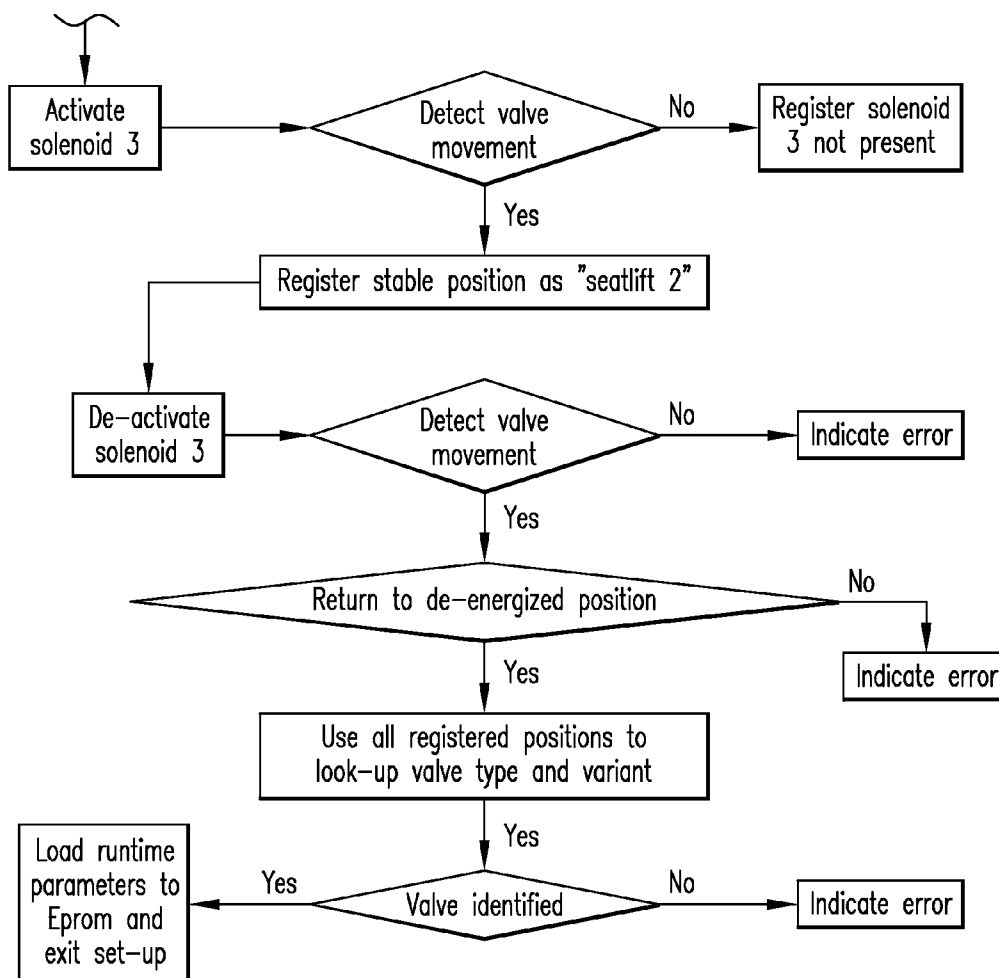 Activate
solenoid 3
Detect valve
movement
No
Register solenoid
3 not present
Yes
Register stable position as "seatlift 2"
De-activate
solenoid 3
Detect valve
movement
No
Indicate error
Yes
Return to de-energized position
No
Indicate error
Yes
Use all registered positions to
look-up valve type and variant
Yes
Load runtime
parameters to
Eprom and
exit set-up
Yes
Valve identified
No
Indicate error